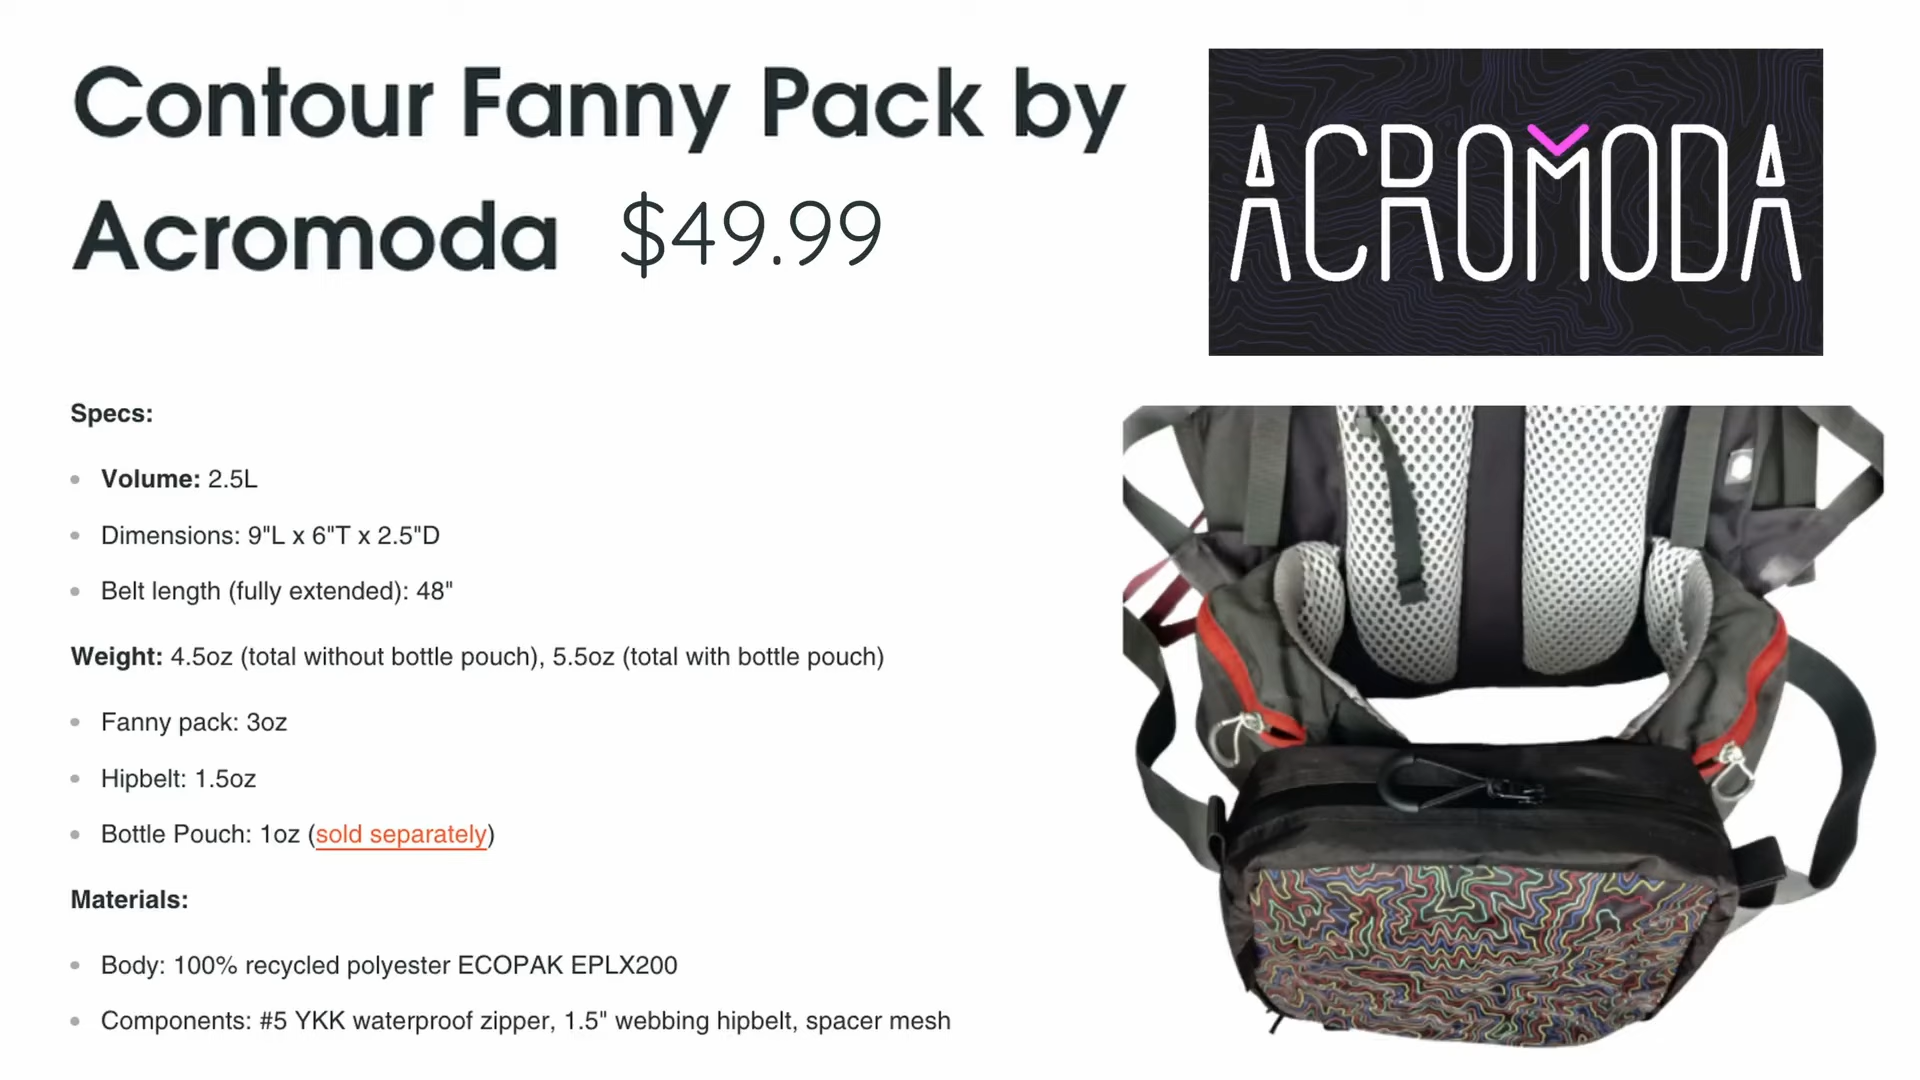 Contour Fanny Pack by
Acromoda $49.99
ACROMODA
Specs:
Volume: 2.5L
Dimensions: 9"L x 6"T x 2.5"D
Belt length (fully extended): 48"
Weight: 4.5oz (total without bottle pouch), 5.5oz (total with bottle pouch)
Fanny pack: 3oz
Hipbelt: 1.5oz
Bottle Pouch: 1oz (sold separately)
Materials:
Body: 100% recycled polyester ECOPAK EPLX200
Components: #5 YKK waterproof zipper, 1.5" webbing hipbelt, spacer mesh